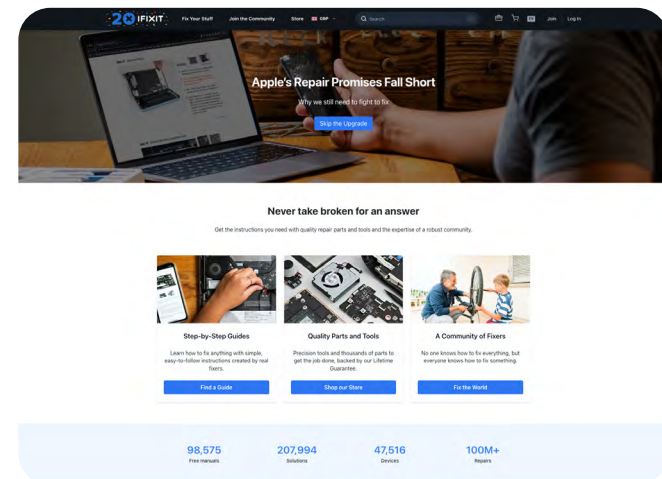 20 IFIXIT
Fix Your Stuff
Join the Community
Store
GBP
Search
Join
Log In
Apple's Repair Promises Fall Short
Why we still need to fight to fix
Skip the Upgrade
Never take broken for an answer
Get the instructions you need with quality repair parts and tools and the expertise of a robust community.
Step-by-Step Guides
Learn how to fix anything with simple,
easy-to-follow instructions created by real
fixers.
Find a Guide
Quality Parts and Tools
Precision tools and thousands of parts to
get the job done, backed by our Lifetime
Guarantee.
Shop our Store
A Community of Fixers
No one knows how to fix everything, but
everyone knows how to fix something.
Fix the World
98,575
Free manuals
207,994
Solutions
47,516
Devices
100M+
Repairs